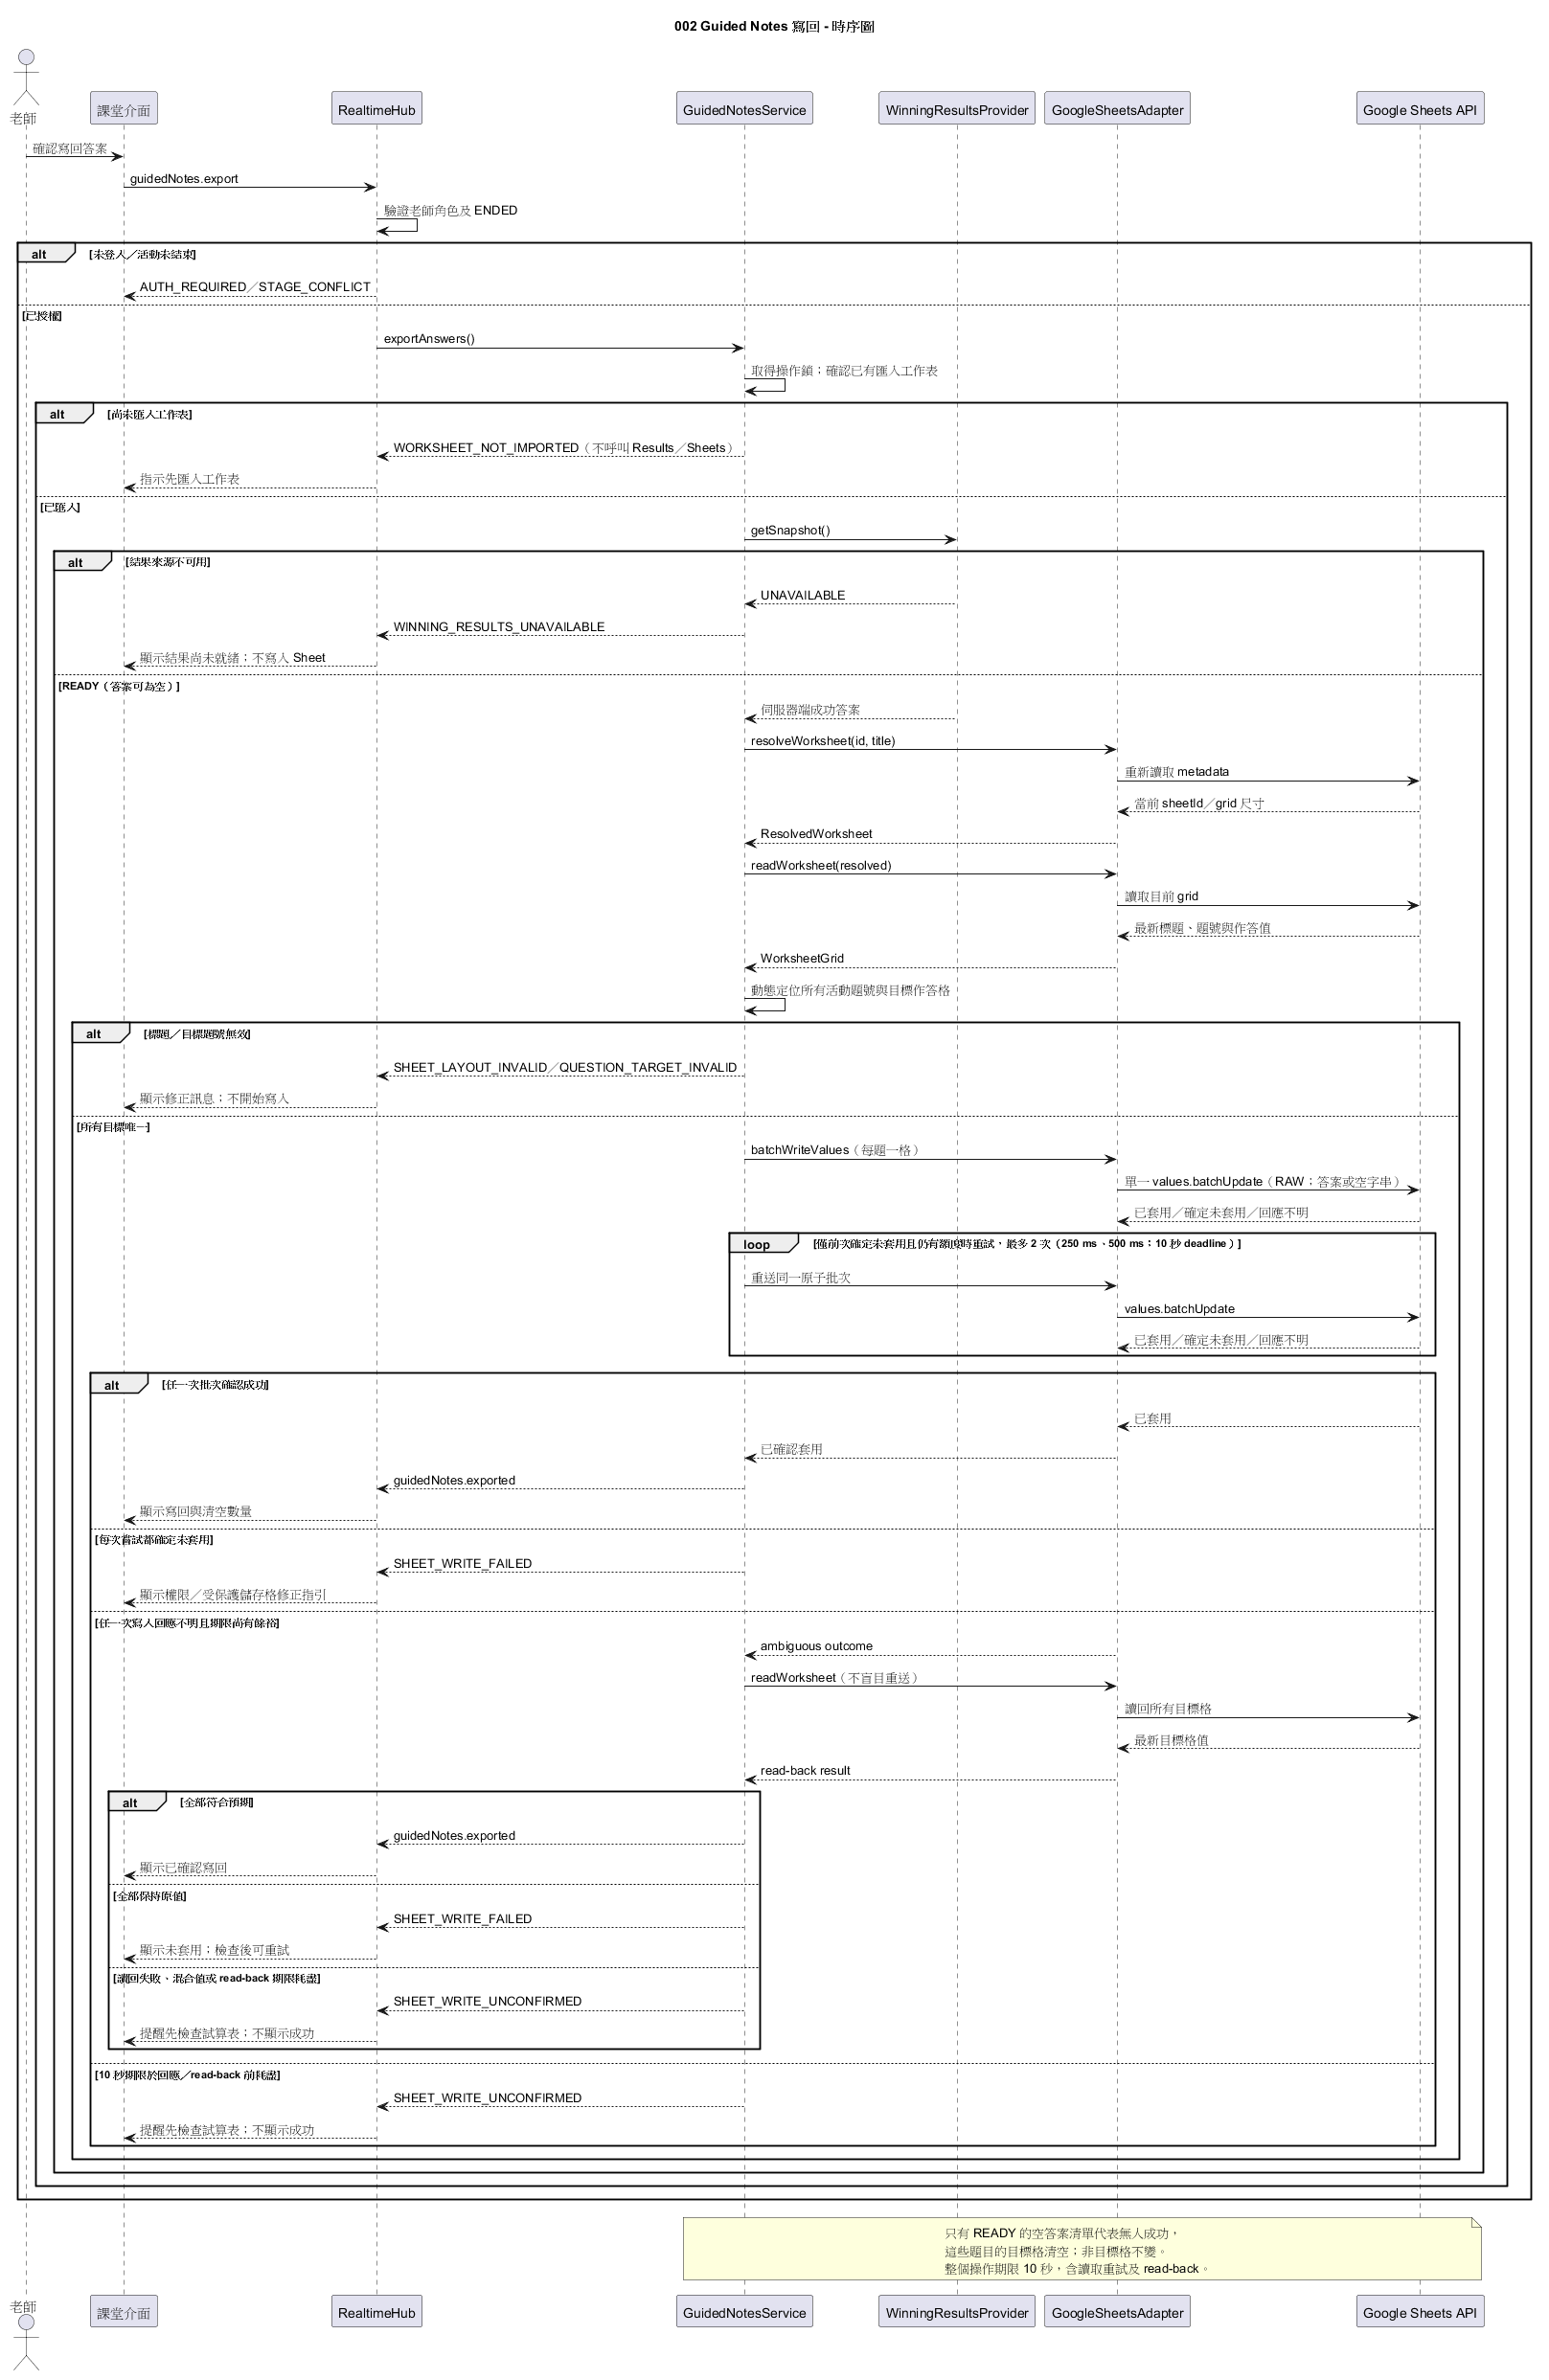 002 Guided Notes 寫回 - 時序圖
老師
課堂介面
RealtimeHub
GuidedNotesService
WinningResultsProvider
GoogleSheetsAdapter
Google Sheets API
確認寫回答案
guidedNotes.export
驗證老師角色及 ENDED
alt [未登入／活動未結束]
AUTH_REQUIRED／STAGE_CONFLICT
[已授權]
exportAnswers()
取得操作鎖；確認已有匯入工作表
alt [尚未匯入工作表]
WORKSHEET_NOT_IMPORTED（不呼叫 Results／Sheets）
指示先匯入工作表
[已匯入]
getSnapshot()
alt [結果來源不可用]
UNAVAILABLE
WINNING_RESULTS_UNAVAILABLE
顯示結果尚未就緒；不寫入 Sheet
[READY（答案可為空）]
伺服器端成功答案
resolveWorksheet(id, title)
重新讀取 metadata
當前 sheetId／grid 尺寸
ResolvedWorksheet
readWorksheet(resolved)
讀取目前 grid
最新標題、題號與作答值
WorksheetGrid
動態定位所有活動題號與目標作答格
alt [標題／目標題號無效]
SHEET_LAYOUT_INVALID／QUESTION_TARGET_INVALID
顯示修正訊息；不開始寫入
[所有目標唯一]
batchWriteValues（每題一格）
單一 values.batchUpdate（RAW；答案或空字串）
已套用／確定未套用／回應不明
loop [僅前次確定未套用且仍有額度時重試，最多 2 次（250 ms、500 ms；10 秒 deadline）]
重送同一原子批次
values.batchUpdate
已套用／確定未套用／回應不明
alt [任一次批次確認成功]
已套用
已確認套用
guidedNotes.exported
顯示寫回與清空數量
[每次嘗試都確定未套用]
SHEET_WRITE_FAILED
顯示權限／受保護儲存格修正指引
[任一次寫入回應不明且期限尚有餘裕]
ambiguous outcome
readWorksheet（不盲目重送）
讀回所有目標格
最新目標格值
read-back result
alt [全部符合預期]
guidedNotes.exported
顯示已確認寫回
[全部保持原值]
SHEET_WRITE_FAILED
顯示未套用；檢查後可重試
[讀回失敗、混合值或 read-back 期限耗盡]
SHEET_WRITE_UNCONFIRMED
提醒先檢查試算表；不顯示成功
[10 秒期限於回應／read-back 前耗盡]
SHEET_WRITE_UNCONFIRMED
提醒先檢查試算表；不顯示成功
只有 READY 的空答案清單代表無人成功，
這些題目的目標格清空；非目標格不變。
整個操作期限 10 秒，含讀取重試及 read-back。
老師
課堂介面
RealtimeHub
GuidedNotesService
WinningResultsProvider
GoogleSheetsAdapter
Google Sheets API